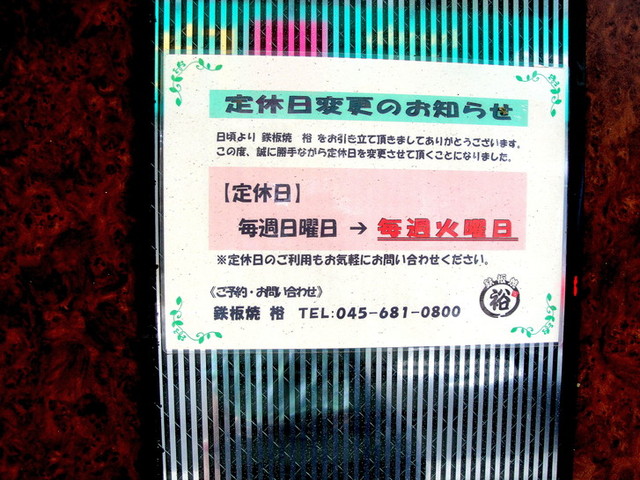 定休日変更のお知らせ
日頃より 鉄板焼 裕 をお引き立て頂きましてありがとうございます。
この度、誠に勝手ながら定休日を変更させて頂くことになりました。
【定休日】
毎週日曜日 → 毎週火曜日
※定休日のご利用もお気軽にお問い合わせください。
《ご予約・お問い合わせ》
鉄板焼 裕 TEL:045-681-0800
鉄板焼
裕